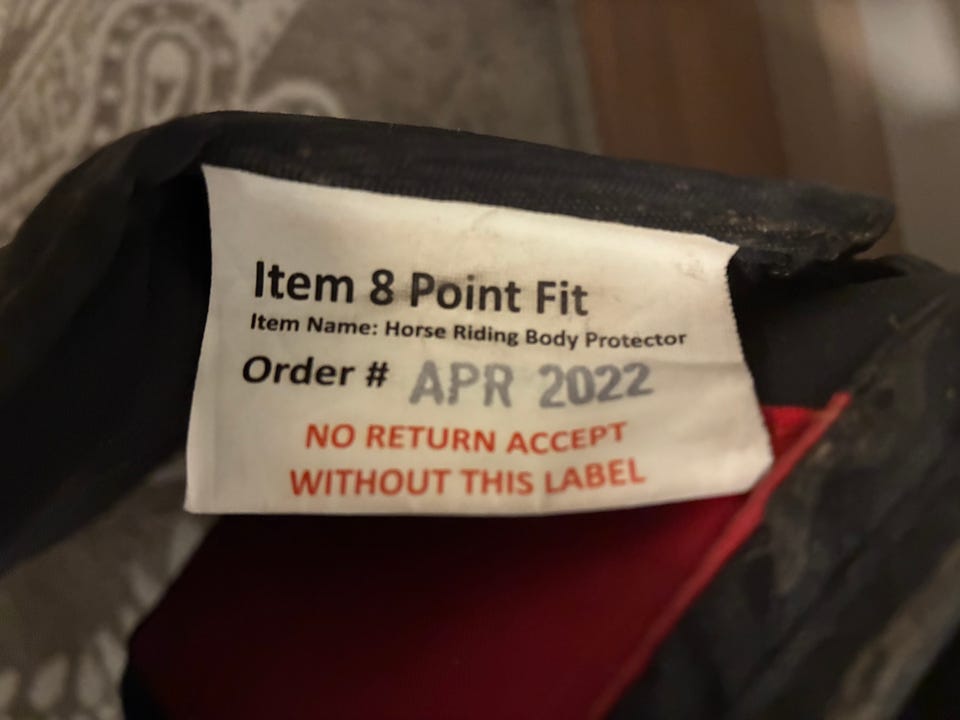 Item 8 Point Fit
Item Name: Horse Riding Body Protector
Order # APR 2022
NO RETURN ACCEPT
WITHOUT THIS LABEL